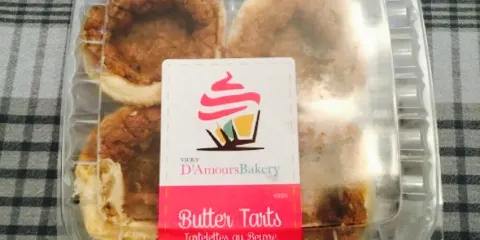 VICKY
D'AmoursBakery
Butter Tarts
Tartelettes au Beurre